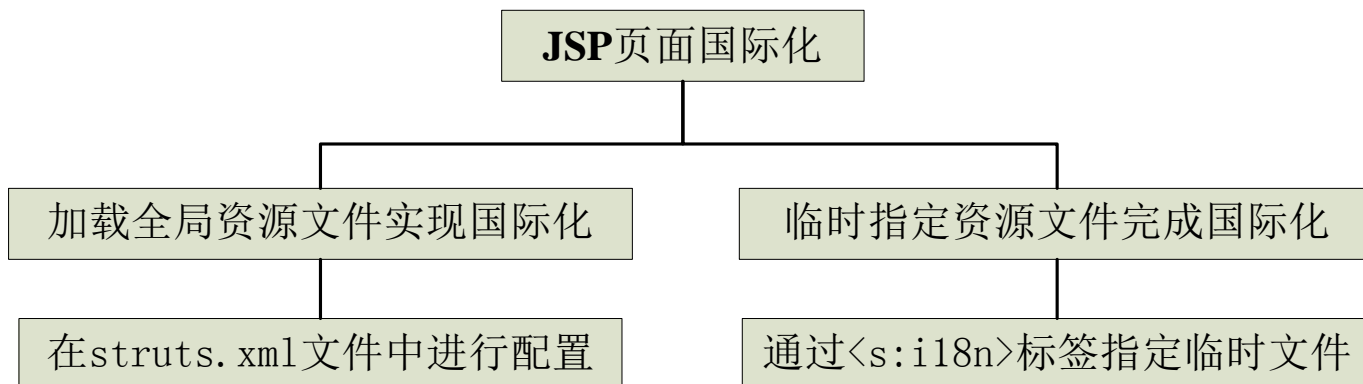 JSP页面国际化
加载全局资源文件实现国际化
临时指定资源文件完成国际化
在struts.xml文件中进行配置
通过<s:i18n>标签指定临时文件